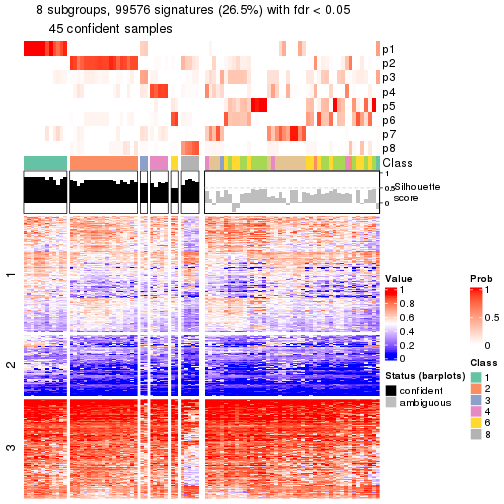 8 subgroups, 99576 signatures (26.5%) with fdr < 0.05
45 confident samples
p1
p2
p3
p4
p5
p6
p7
p8
Class
1
0.5
0
Silhouette
score
1
2
3
Value
1
0.8
0.6
0.4
0.2
0
Status (barplots)
confident
ambiguous
Prob
1
0.5
0
Class
1
2
3
4
6
8